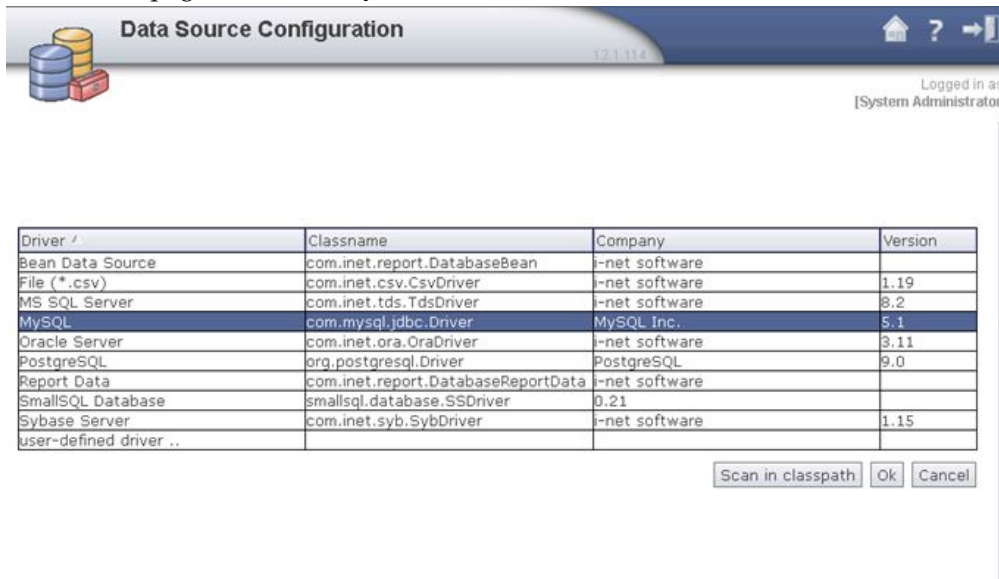 Data Source Configuration
?
12.1.114
Logged in as
[System Administrator
Driver Classname Company Version
Bean Data Source com.inet.report.DatabaseBean i-net software
File (*.csv) com.inet.csv.CsvDriver i-net software 1.19
MS SQL Server com.inet.tds.TdsDriver i-net software 8.2
MySQL com.mysql.jdbc.Driver MySQL Inc. 5.1
Oracle Server com.inet.ora.OraDriver i-net software 3.11
PostgreSQL org.postgresql.Driver PostgreSQL 9.0
Report Data com.inet.report.DatabaseReportData i-net software
SmallSQL Database smallsql.database.SSDriver 0.21
Sybase Server com.inet.syb.SybDriver i-net software 1.15
user-defined driver ..
Scan in classpath Ok Cancel